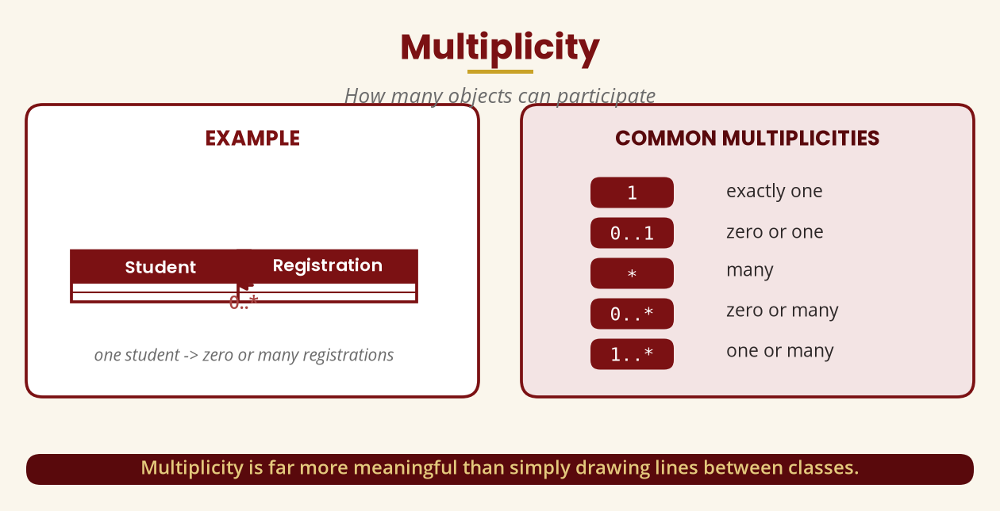 Multiplicity
How many objects can participate
EXAMPLE
Student
Registration
0..*
one student -> zero or many registrations
COMMON MULTIPLICITIES
1
exactly one
0..1
zero or one
*
many
0..*
zero or many
1..*
one or many
Multiplicity is far more meaningful than simply drawing lines between classes.